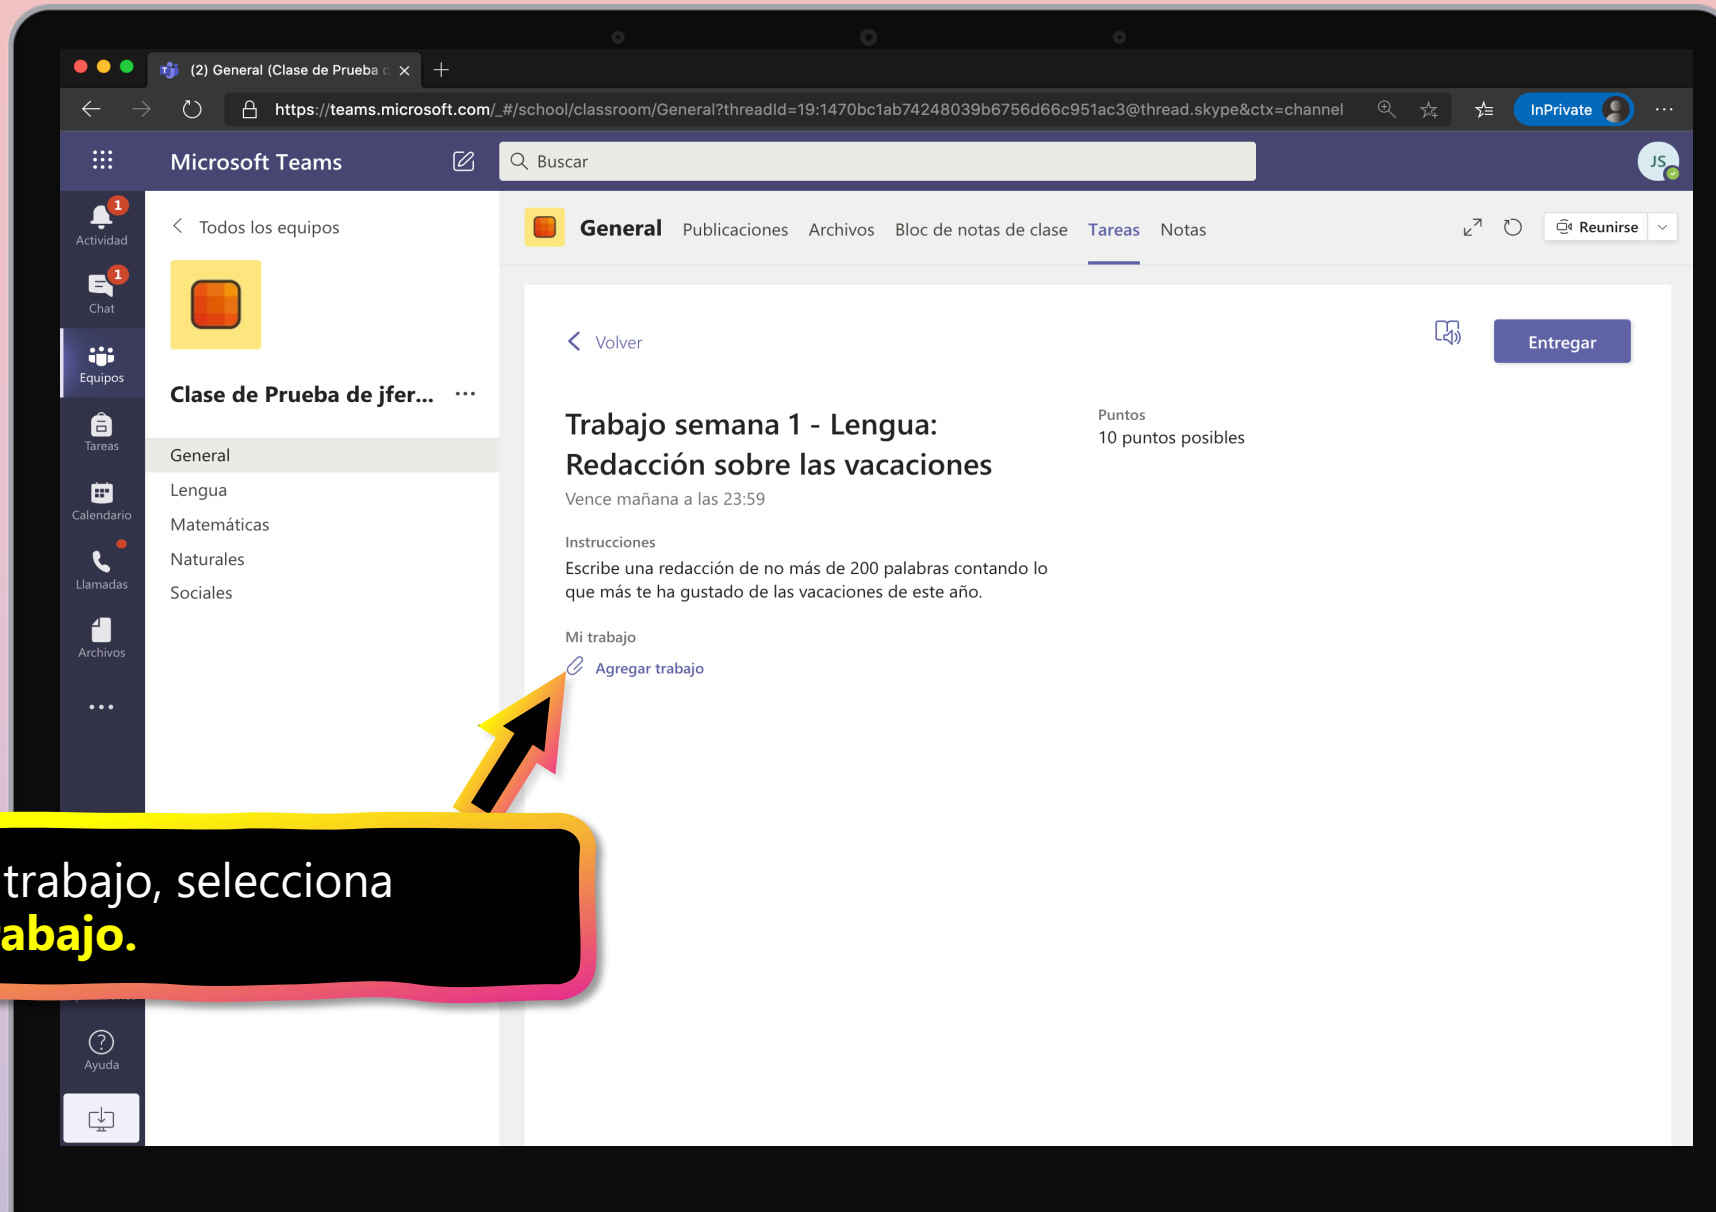 (2) General (Clase de Prueba
https://teams.microsoft.com/_#/school/classroom/General?threadId=19:1470bc1ab74248039b6756d66c951ac3@thread.skype&ctx=channel
InPrivate
Microsoft Teams
Buscar
JS
1
Actividad
1
Chat
Equipos
Tareas
Calendario
Llamadas
Archivos
Ayuda
Todos los equipos
Clase de Prueba de jfer... ...
General
Lengua
Matemáticas
Naturales
Sociales
General Publicaciones Archivos Bloc de notas de clase Tareas Notas
Reunirse
Volver
Entregar
Trabajo semana 1 - Lengua:
Redacción sobre las vacaciones
Vence mañana a las 23:59
Puntos
10 puntos posibles
Instrucciones
Escribe una redacción de no más de 200 palabras contando lo
que más te ha gustado de las vacaciones de este año.
Mi trabajo
Agregar trabajo
trabajo, selecciona
abajo.